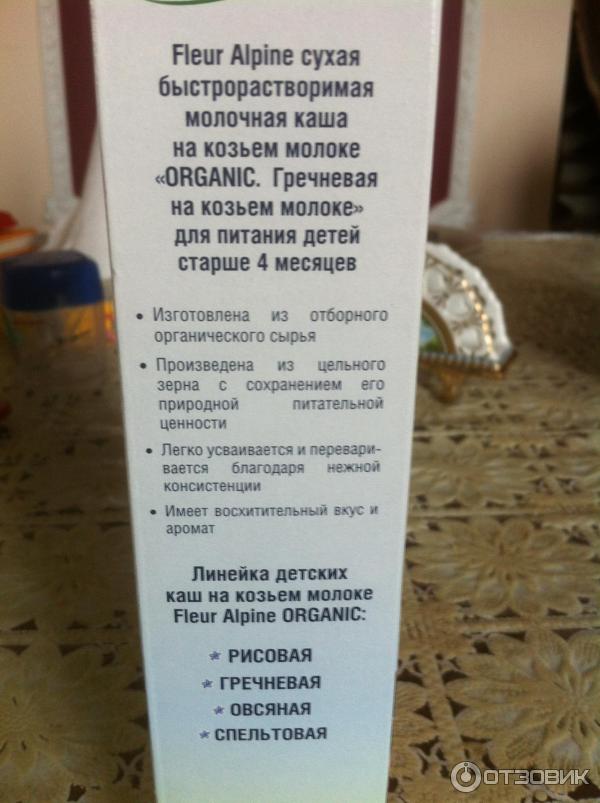 Fleur Alpine сухая
быстрорастворимая
молочная каша
на козьем молоке
«ORGANIC. Гречневая
на козьем молоке»
для питания детей
старше 4 месяцев
• Изготовлена из отборного
органического сырья
• Произведена из цельного
зерна с сохранением его
природной питательной
ценности
• Легко усваивается и перевари-
вается благодаря нежной
консистенции
• Имеет восхитительный вкус и
аромат
Линейка детских
каш на козьем молоке
Fleur Alpine ORGANIC:
* РИСОВАЯ
* ГРЕЧНЕВАЯ
* ОВСЯНАЯ
* СПЕЛЬТОВАЯ
ОТЗОВИК